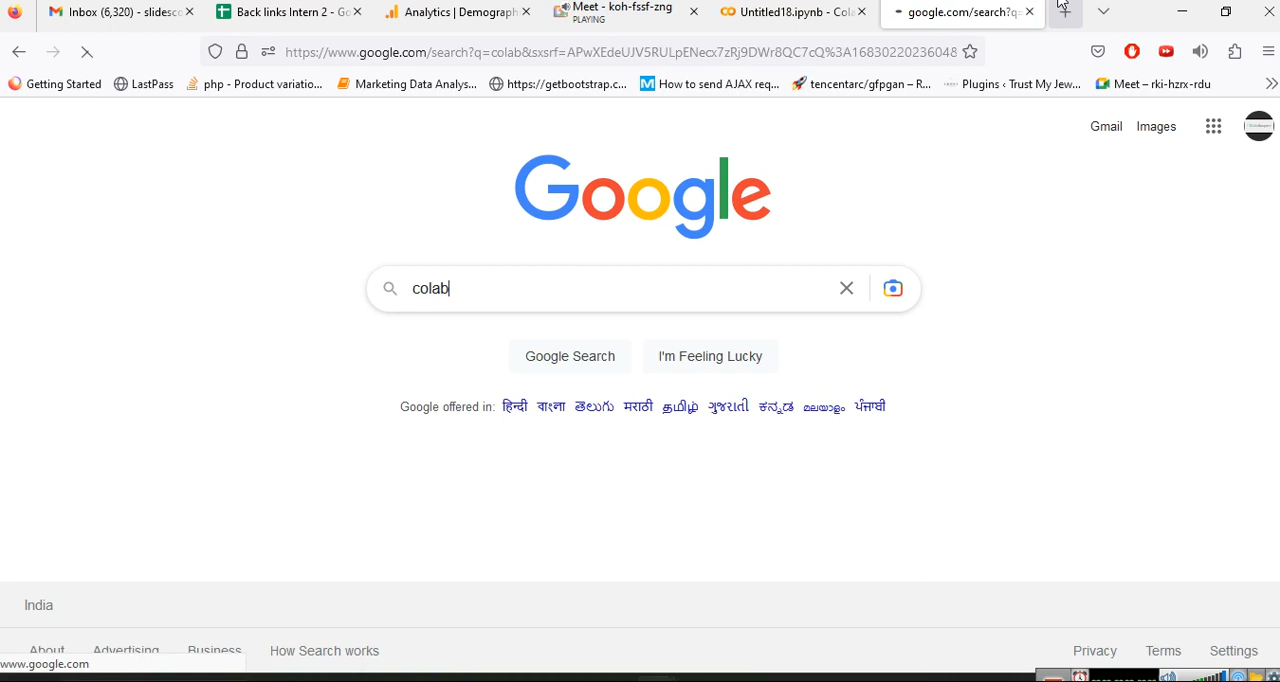 Inbox (6,320) - slidesco
Back links Intern 2 - Go
Analytics | Demograph
Meet - koh-fssf-zng
PLAYING
Untitled18.ipynb - Cola
google.com/search?q=
https://www.google.com/search?q=colab&sxsrf=APwXEdeUJV5RULpENecx7zRj9DWr8QC7cQ%3A16830220236048
Getting Started
LastPass
php - Product variatio...
Marketing Data Analys...
https://getbootstrap.c...
M How to send AJAX req...
tencentarc/gfpgan – R...
Plugins ‹ Trust My Jew...
Meet – rki-hzrx-rdu
Gmail Images
Google
colab
Google Search I'm Feeling Lucky
Google offered in: हिन्दी বাংলা తెలుగు मराठी தமிழ் ગુજરાતી ಕನ್ನಡ മലയാളം ਪੰਜਾਬੀ
India
About Advertising Business How Search works Privacy Terms Settings
www.google.com